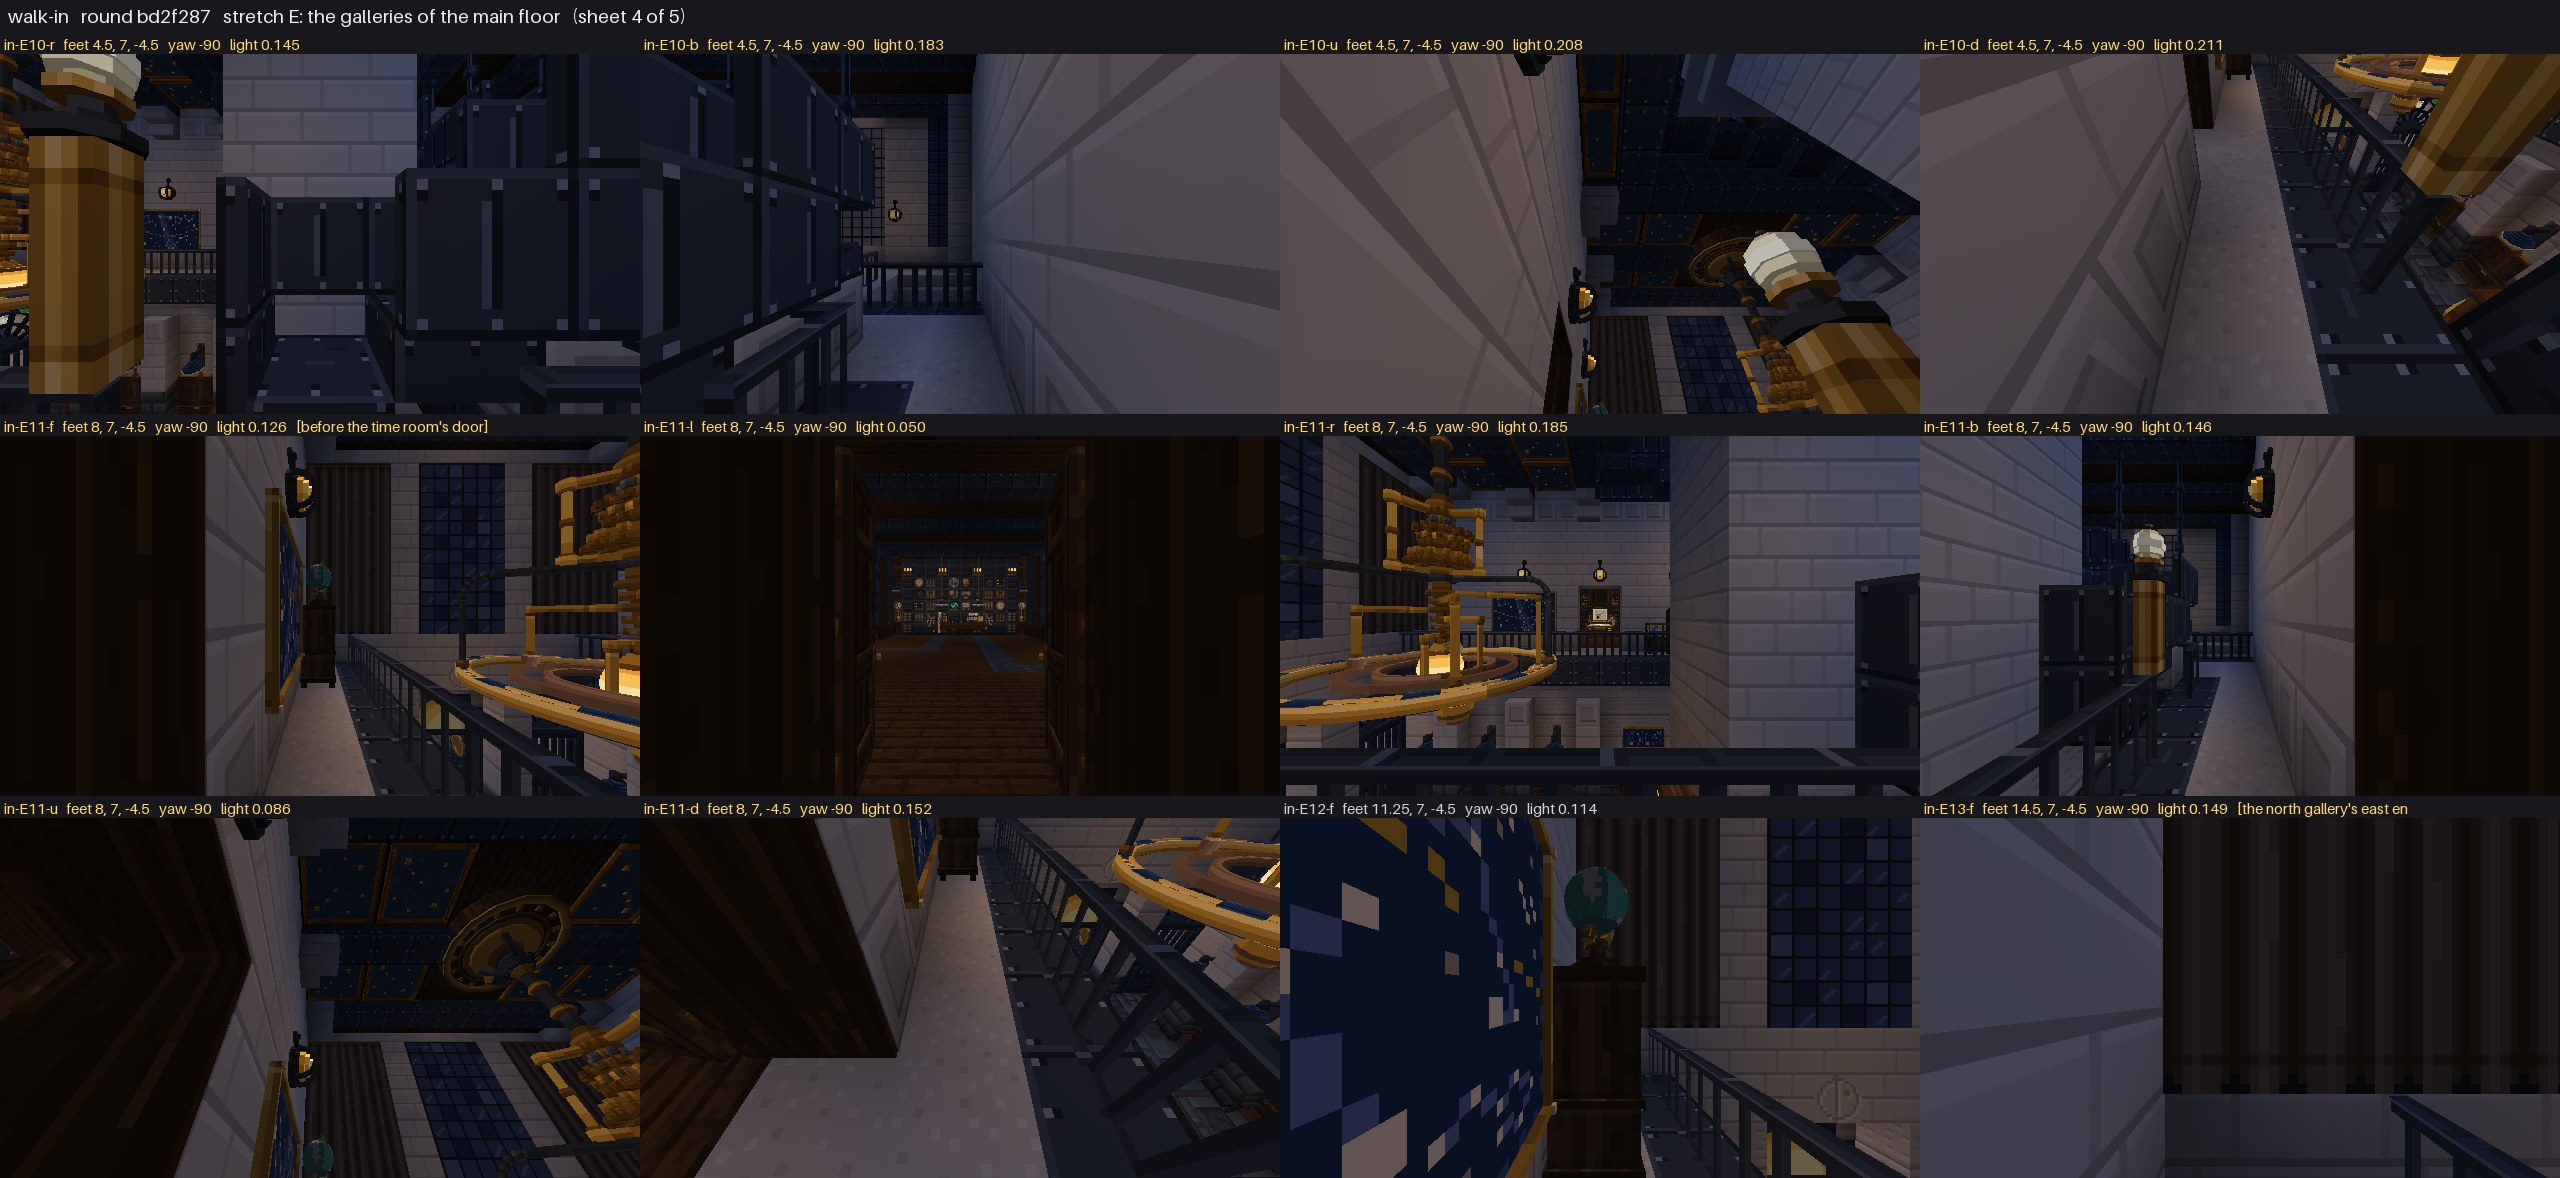 walk-in round bd2f287 stretch E: the galleries of the main floor (sheet 4 of 5)
in-E10-r feet 4.5, 7, -4.5 yaw -90 light 0.145
in-E10-b feet 4.5, 7, -4.5 yaw -90 light 0.183
in-E10-u feet 4.5, 7, -4.5 yaw -90 light 0.208
in-E10-d feet 4.5, 7, -4.5 yaw -90 light 0.211
in-E11-f feet 8, 7, -4.5 yaw -90 light 0.126 [before the time room's door]
in-E11-l feet 8, 7, -4.5 yaw -90 light 0.050
in-E11-r feet 8, 7, -4.5 yaw -90 light 0.185
in-E11-b feet 8, 7, -4.5 yaw -90 light 0.146
in-E11-u feet 8, 7, -4.5 yaw -90 light 0.086
in-E11-d feet 8, 7, -4.5 yaw -90 light 0.152
in-E12-f feet 11.25, 7, -4.5 yaw -90 light 0.114
in-E13-f feet 14.5, 7, -4.5 yaw -90 light 0.149 [the north gallery's east en